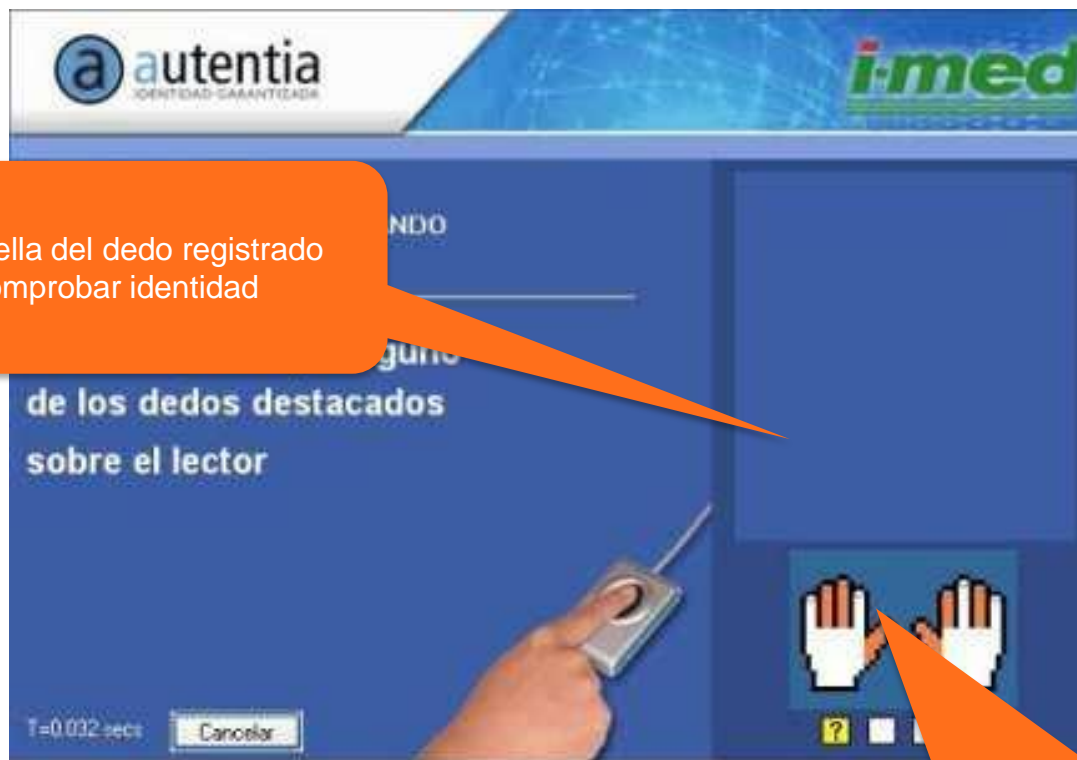 a autentia
IDENTIDAD GARANTIZADA
i-med
NDO
ella del dedo registrado
omprobar identidad
guno
de los dedos destacados
sobre el lector
T=0.032 secs
Cancelar
?